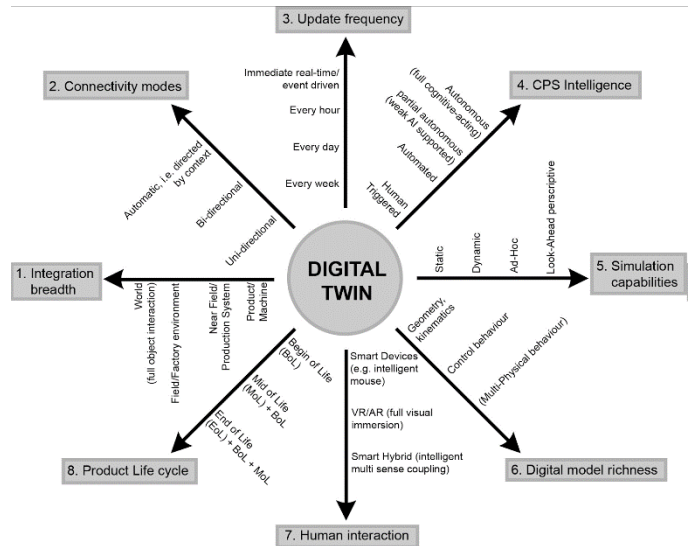 3. Update frequency
2. Connectivity modes
4. CPS Intelligence
Immediate real-time/
event driven
Every hour
Every day
Every week
Autonomous
(full cognitive-acting)
partial autonomous
(weak AI supported)
Automated
Human
Triggered
Automatic, i.e. directed
by context
Bi-directional
Uni-directional
Static
Dynamic
Ad-Hoc
Look-Ahead perscriptive
DIGITAL
TWIN
1. Integration
breadth
5. Simulation
capabilities
World
(full object interaction)
Field/Factory environment
Near Field/
Production System
Product/
Machine
Geometry,
kinematics
Control behaviour
(Multi-Physical behaviour)
Begin of Life
(BoL)
Mid of Life
(MoL) + BoL
End of Life
(EoL) + BoL + MoL
Smart Devices
(e.g. intelligent
mouse)
VR/AR (full visual
immersion)
Smart Hybrid (intelligent
multi sense coupling)
8. Product Life cycle
6. Digital model richness
7. Human interaction